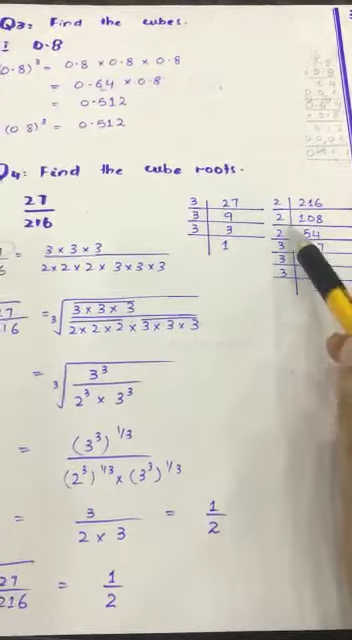 Q3: Find the cubes.
I 0.8
(0.8)³ = 0.8 × 0.8 × 0.8
= 0.64 × 0.8
= 0.512
(0.8)³ = 0.512
Q4: Find the cube roots.
27/216
3 | 27
3 | 9
3 | 3
| 1
2 | 216
2 | 108
2 | 54
3 | 7
3
3
= 3 × 3 × 3 / 2 × 2 × 2 × 3 × 3 × 3
27/216 = ³√(3 × 3 × 3 / 2 × 2 × 2 × 3 × 3 × 3)
= ³√(3³ / 2³ × 3³)
= (3³)^1/3 / (2³)^1/3 × (3³)^1/3
= 3 / 2 × 3 = 1/2
27/216 = 1/2